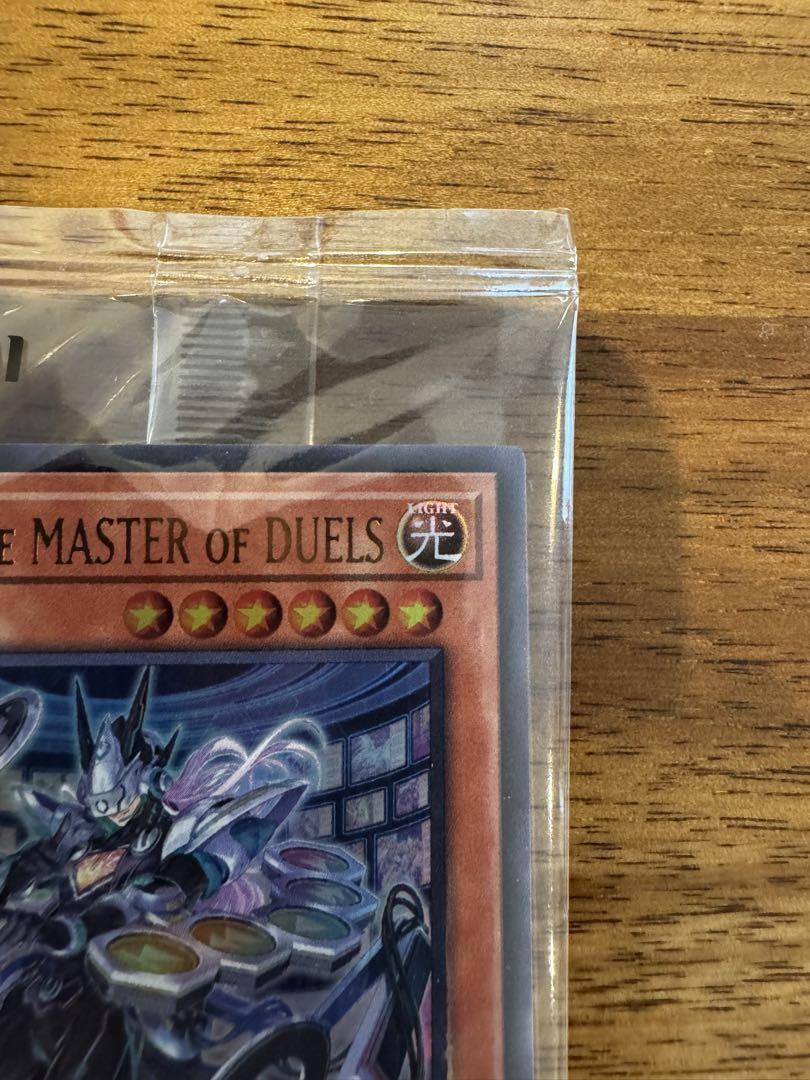 E MASTER OF DUELS
LIGHT
光